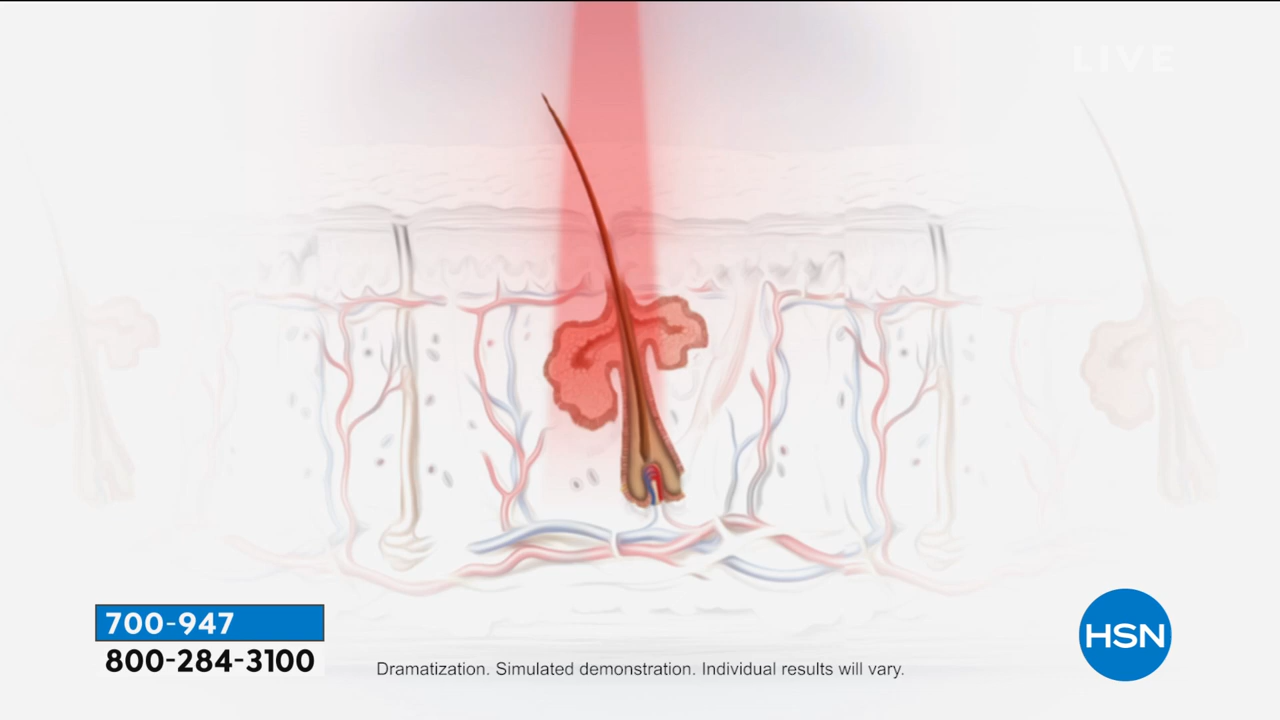 LIVE
700-947
800-284-3100
Dramatization. Simulated demonstration. Individual results will vary.
HSN